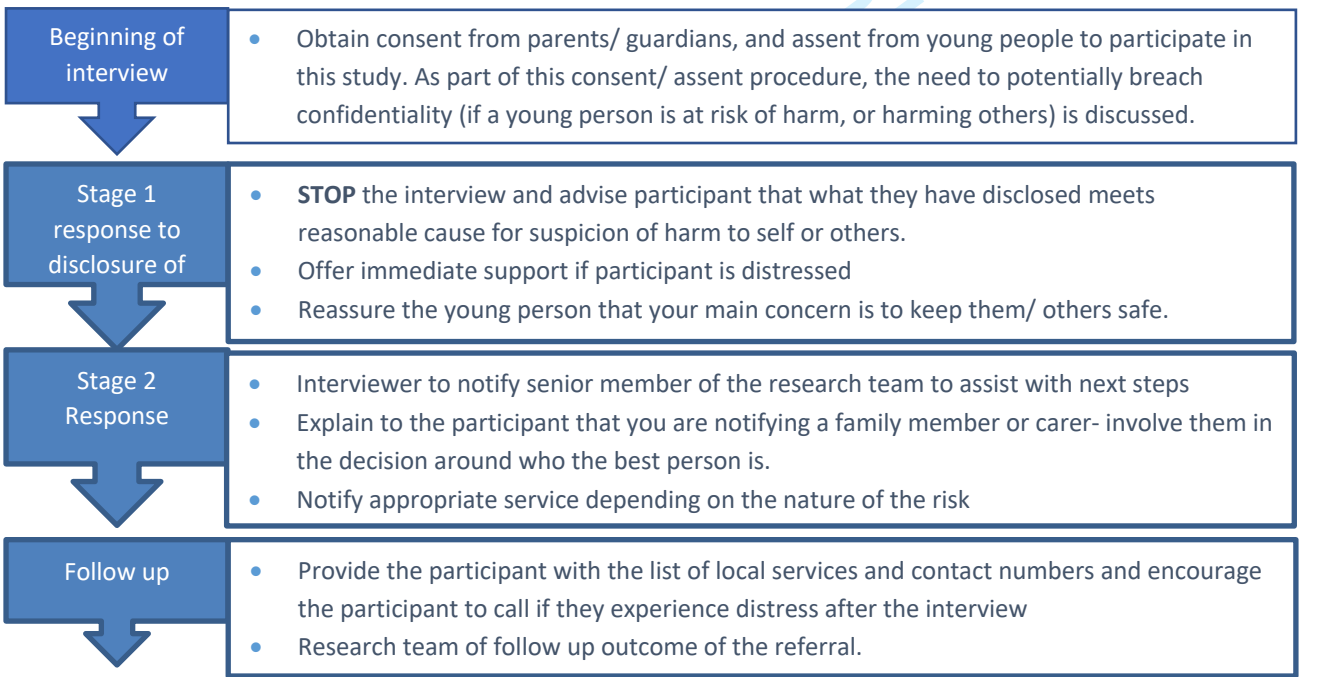 Beginning of
interview
• Obtain consent from parents/ guardians, and assent from young people to participate in
this study. As part of this consent/ assent procedure, the need to potentially breach
confidentiality (if a young person is at risk of harm, or harming others) is discussed.
Stage 1
response to
disclosure of
• STOP the interview and advise participant that what they have disclosed meets
reasonable cause for suspicion of harm to self or others.
• Offer immediate support if participant is distressed
• Reassure the young person that your main concern is to keep them/ others safe.
Stage 2
Response
• Interviewer to notify senior member of the research team to assist with next steps
• Explain to the participant that you are notifying a family member or carer- involve them in
the decision around who the best person is.
• Notify appropriate service depending on the nature of the risk
Follow up
• Provide the participant with the list of local services and contact numbers and encourage
the participant to call if they experience distress after the interview
• Research team of follow up outcome of the referral.